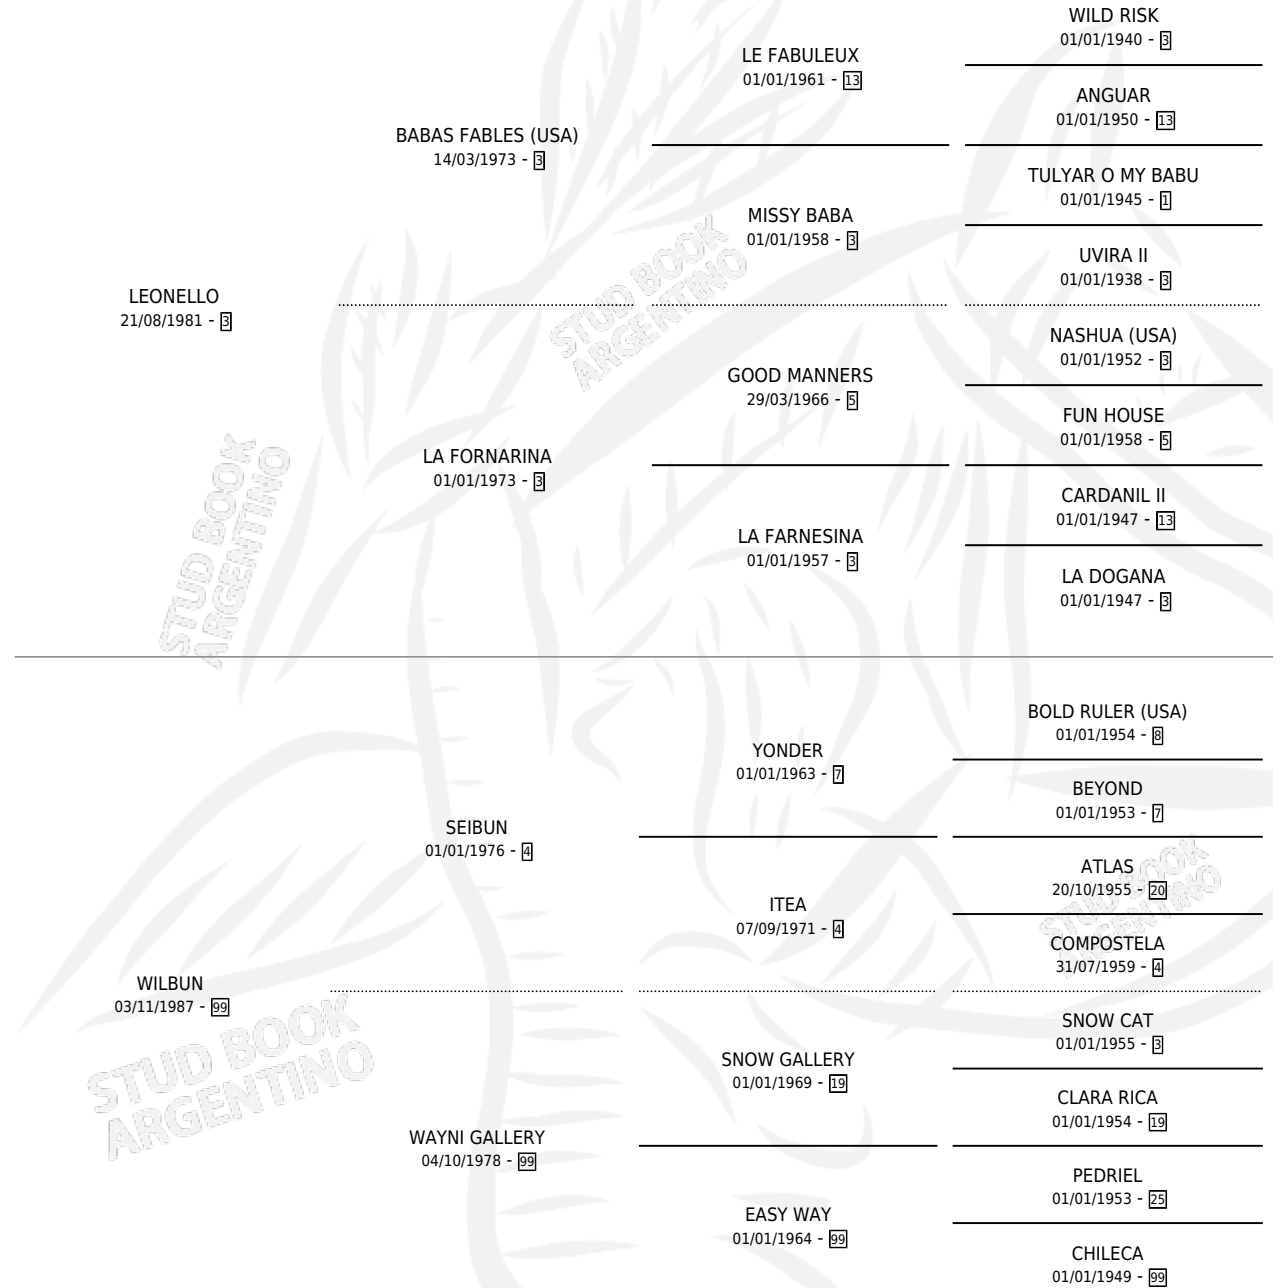 WILD RISK
01/01/1940 - 3
LE FABULEUX
01/01/1961 - 13
ANGUAR
01/01/1950 - 13
BABAS FABLES (USA)
14/03/1973 - 3
TULYAR O MY BABU
01/01/1945 - 1
MISSY BABA
01/01/1958 - 3
UVIRA II
01/01/1938 - 3
LEONELLO
21/08/1981 - 3
STUD BOOK
ARGENTINO
NASHUA (USA)
01/01/1952 - 3
GOOD MANNERS
29/03/1966 - 5
FUN HOUSE
01/01/1958 - 5
LA FORNARINA
01/01/1973 - 3
CARDANIL II
01/01/1947 - 13
LA FARNESINA
01/01/1957 - 3
LA DOGANA
01/01/1947 - 3
STUD BOOK
ARGENTINO
BOLD RULER (USA)
01/01/1954 - 8
YONDER
01/01/1963 - 7
BEYOND
01/01/1953 - 7
SEIBUN
01/01/1976 - 4
ATLAS
20/10/1955 - 20
ITEA
07/09/1971 - 4
COMPOSTELA
31/07/1959 - 4
STUD BOOK
ARGENTINO
WILBUN
03/11/1987 - 99
SNOW CAT
01/01/1955 - 3
SNOW GALLERY
01/01/1969 - 19
CLARA RICA
01/01/1954 - 19
STUD BOOK
ARGENTINO
WAYNI GALLERY
04/10/1978 - 99
PEDRIEL
01/01/1953 - 25
EASY WAY
01/01/1964 - 99
CHILECA
01/01/1949 - 99